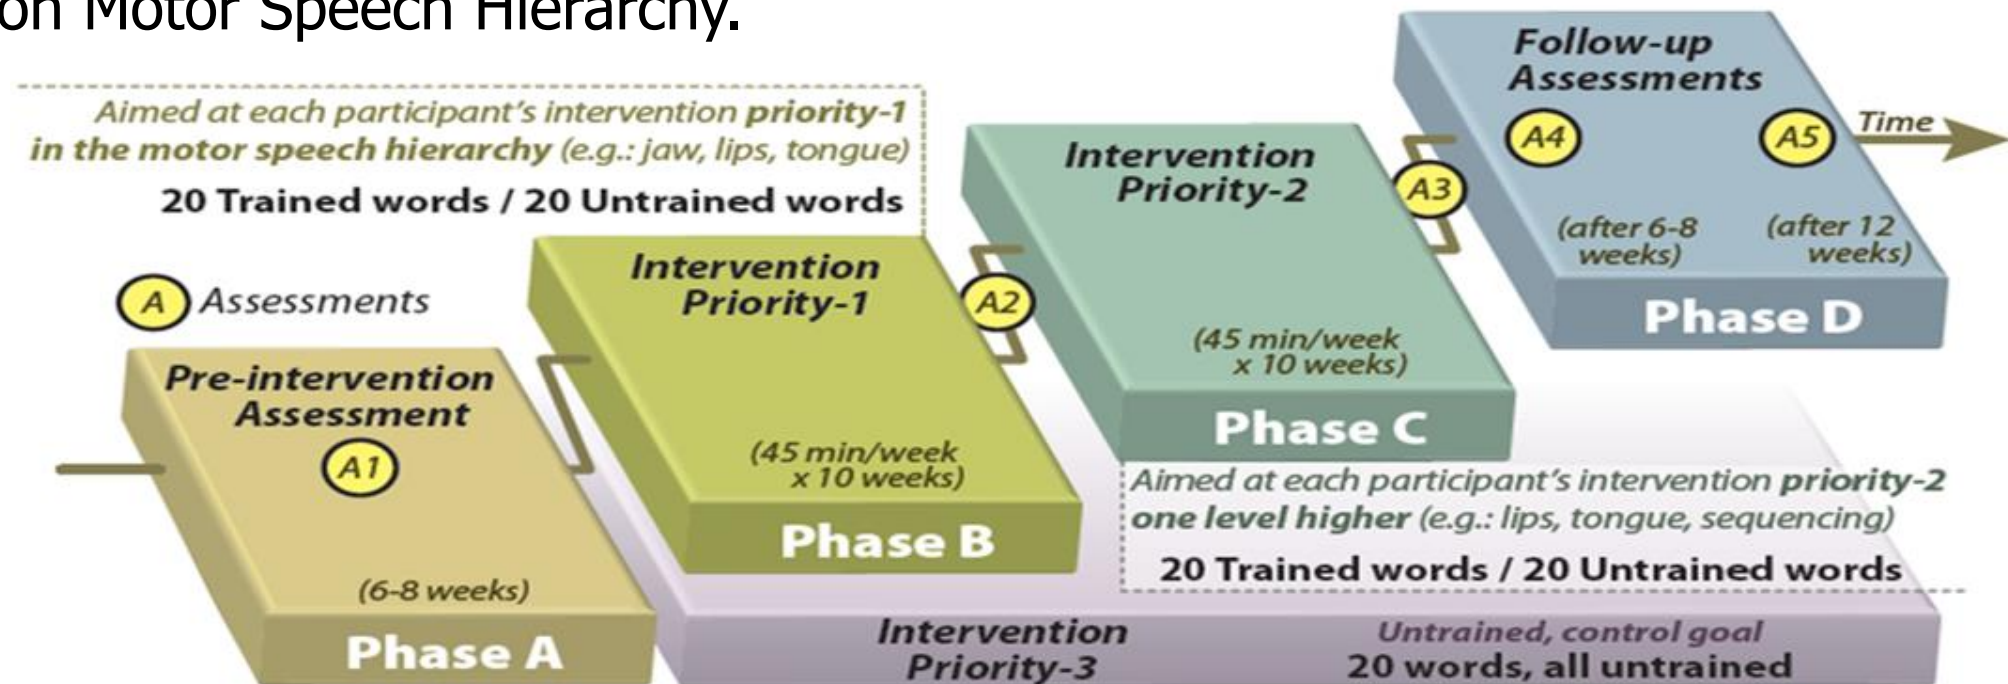 on Motor Speech Hierarchy.
Aimed at each participant's intervention priority-1
in the motor speech hierarchy (e.g.: jaw, lips, tongue)
20 Trained words / 20 Untrained words
A Assessments
Pre-intervention
Assessment
A1
(6-8 weeks)
Phase A
Intervention
Priority-1
(45 min/week
x 10 weeks)
Phase B
A2
Intervention
Priority-2
(45 min/week
x 10 weeks)
Phase C
Aimed at each participant's intervention priority-2
one level higher (e.g.: lips, tongue, sequencing)
20 Trained words / 20 Untrained words
A3
Follow-up
Assessments
A4
A5
(after 6-8
weeks)
(after 12
weeks)
Phase D
Time
Intervention
Priority-3
Untrained, control goal
20 words, all untrained